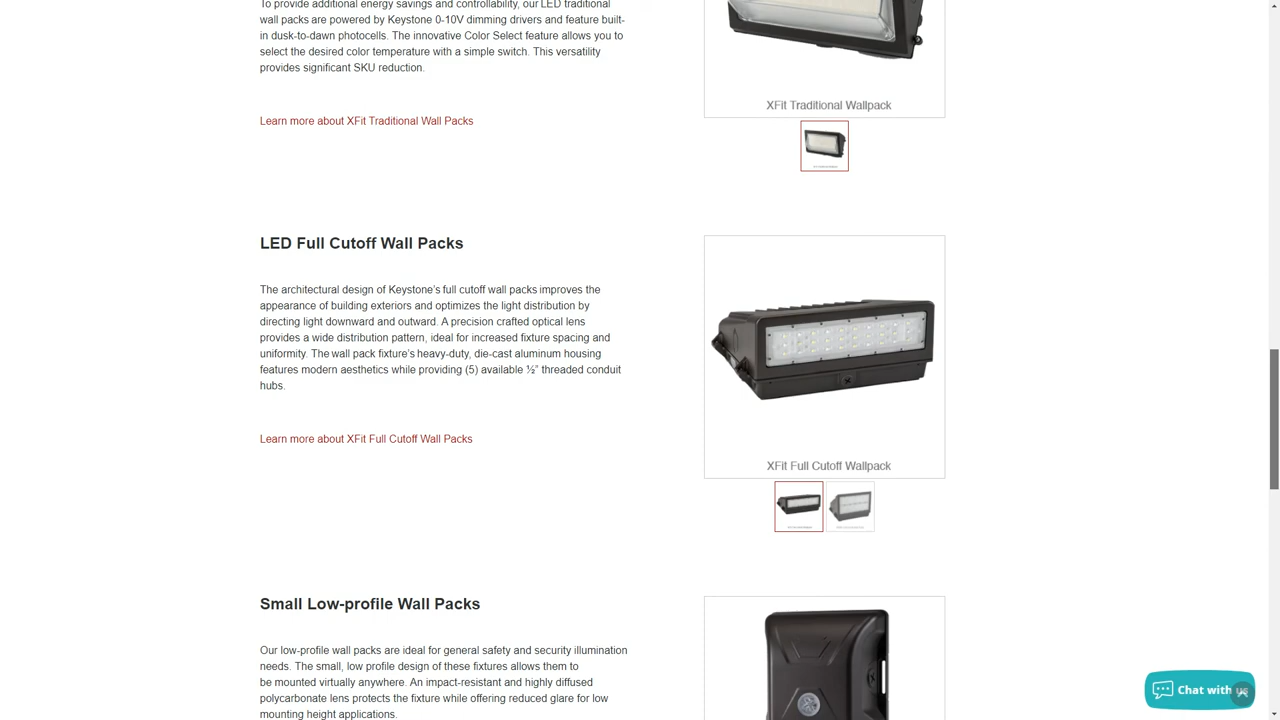 To provide additional energy savings and controllability, our LED traditional
wall packs are powered by Keystone 0-10V dimming drivers and feature built-
in dusk-to-dawn photocells. The innovative Color Select feature allows you to
select the desired color temperature with a simple switch. This versatility
provides significant SKU reduction.
XFit Traditional Wallpack
Learn more about XFit Traditional Wall Packs
LED Full Cutoff Wall Packs
The architectural design of Keystone’s full cutoff wall packs improves the
appearance of building exteriors and optimizes the light distribution by
directing light downward and outward. A precision crafted optical lens
provides a wide distribution pattern, ideal for increased fixture spacing and
uniformity. The wall pack fixture’s heavy-duty, die-cast aluminum housing
features modern aesthetics while providing (5) available ½” threaded conduit
hubs.
Learn more about XFit Full Cutoff Wall Packs
XFit Full Cutoff Wallpack
Small Low-profile Wall Packs
Our low-profile wall packs are ideal for general safety and security illumination
needs. The small, low profile design of these fixtures allows them to
be mounted virtually anywhere. An impact-resistant and highly diffused
polycarbonate lens protects the fixture while offering reduced glare for low
mounting height applications.
Chat with us